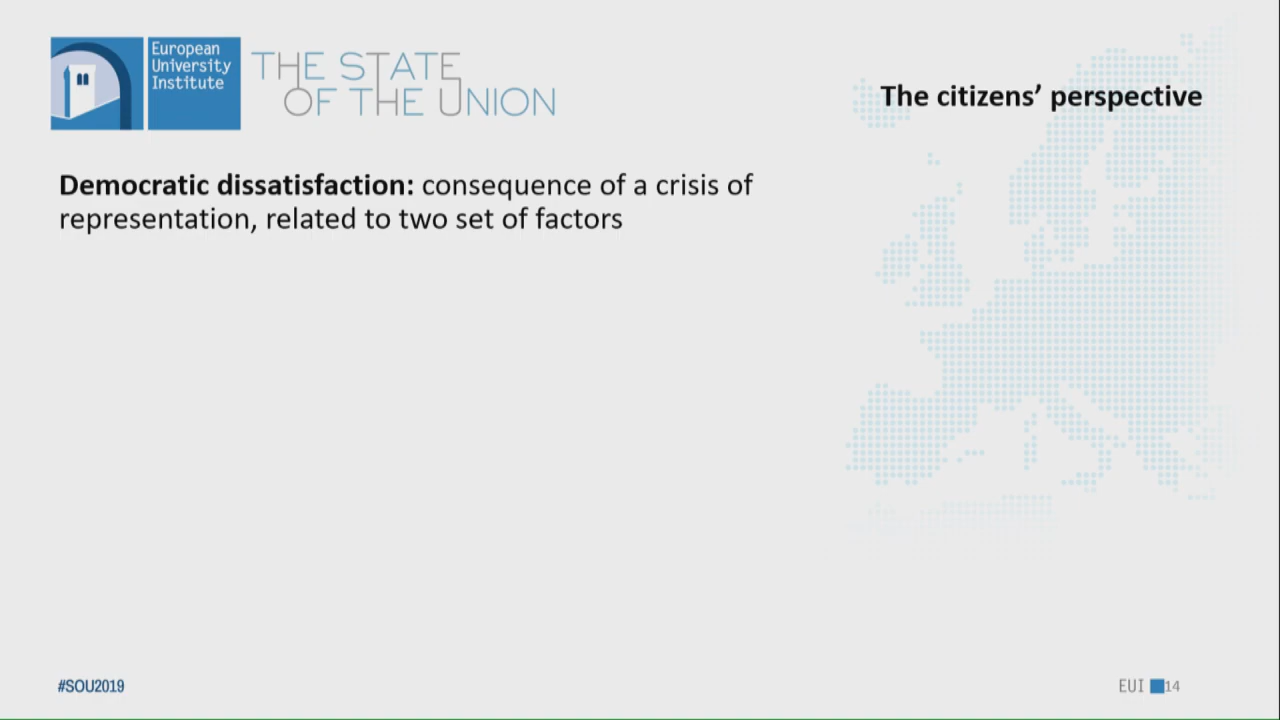 European
University
Institute
THE STATE
OF THE UNION
The citizens’ perspective
Democratic dissatisfaction: consequence of a crisis of
representation, related to two set of factors
#SOU2019
EUI 14